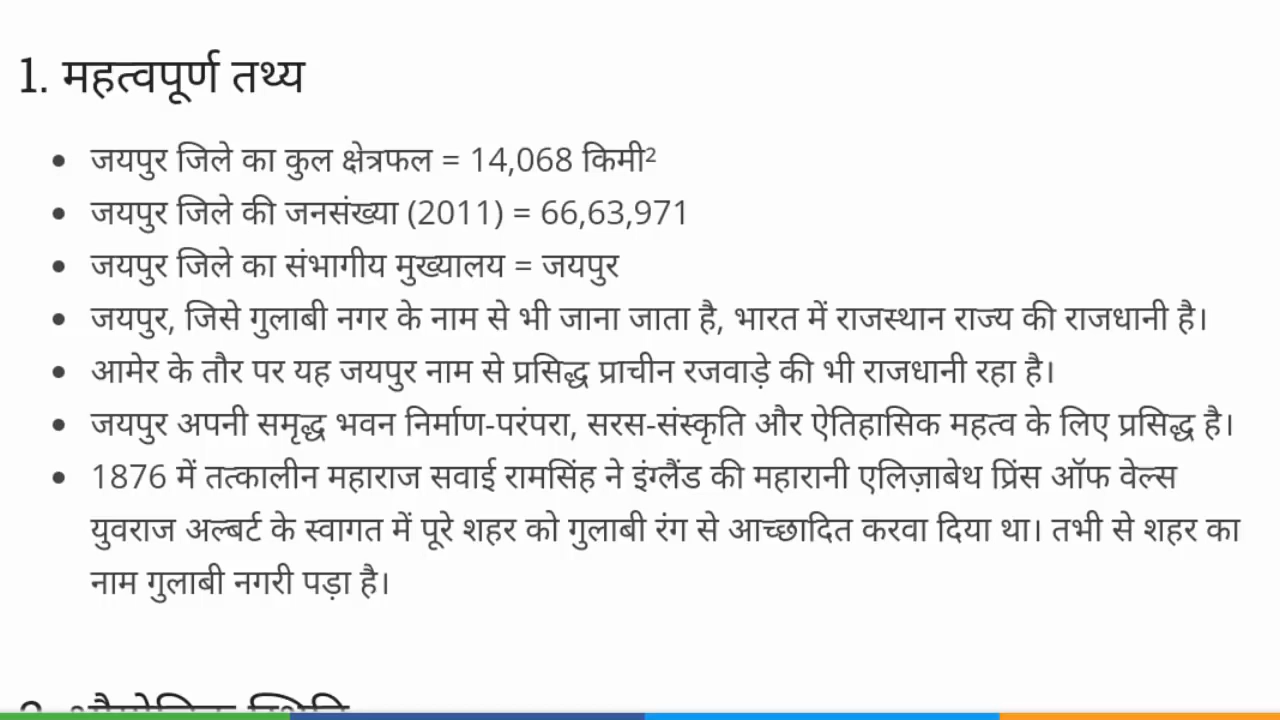 1. महत्वपूर्ण तथ्य
• जयपुर जिले का कुल क्षेत्रफल = 14,068 किमी²
• जयपुर जिले की जनसंख्या (2011) = 66,63,971
• जयपुर जिले का संभागीय मुख्यालय = जयपुर
• जयपुर, जिसे गुलाबी नगर के नाम से भी जाना जाता है, भारत में राजस्थान राज्य की राजधानी है।
• आमेर के तौर पर यह जयपुर नाम से प्रसिद्ध प्राचीन रजवाड़े की भी राजधानी रहा है।
• जयपुर अपनी समृद्ध भवन निर्माण-परंपरा, सरस-संस्कृति और ऐतिहासिक महत्व के लिए प्रसिद्ध है।
• 1876 में तत्कालीन महाराज सवाई रामसिंह ने इंग्लैंड की महारानी एलिज़ाबेथ प्रिंस ऑफ वेल्स
युवराज अल्बर्ट के स्वागत में पूरे शहर को गुलाबी रंग से आच्छादित करवा दिया था। तभी से शहर का
नाम गुलाबी नगरी पड़ा है।